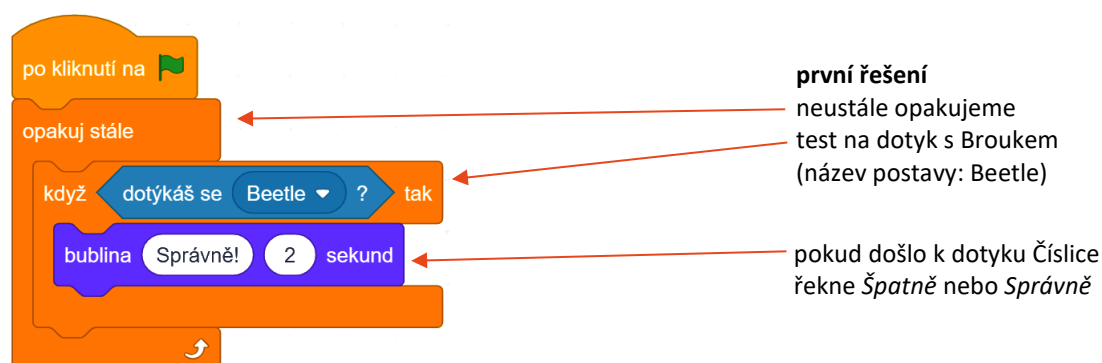 po kliknutí na
opakuj stále
když dotýkáš se Beetle ? tak
bublina Správně! 2 sekund
první řešení
neustále opakujeme
test na dotyk s Broukem
(název postavy: Beetle)
pokud došlo k dotyku Číslice
řekne Špatně nebo Správně